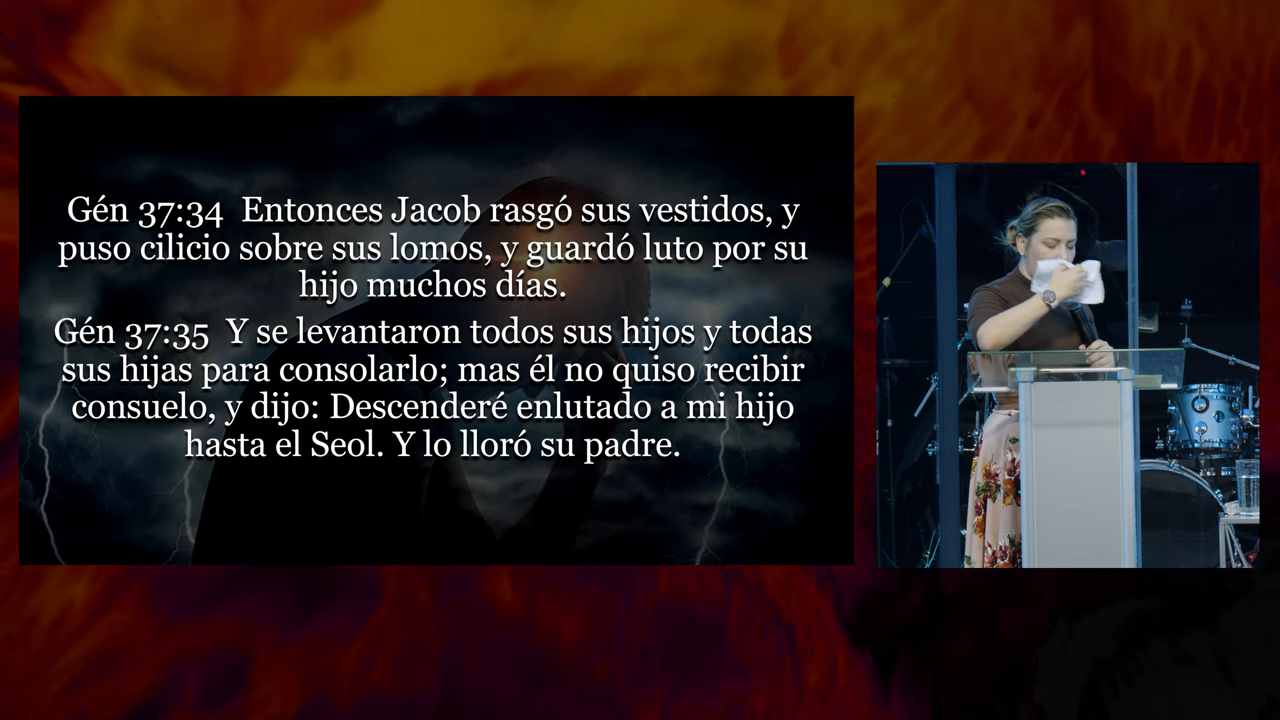 Gén 37:34  Entonces Jacob rasgó sus vestidos, y
puso cilicio sobre sus lomos, y guardó luto por su
hijo muchos días.
Gén 37:35  Y se levantaron todos sus hijos y todas
sus hijas para consolarlo; mas él no quiso recibir
consuelo, y dijo: Descenderé enlutado a mi hijo
hasta el Seol. Y lo lloró su padre.